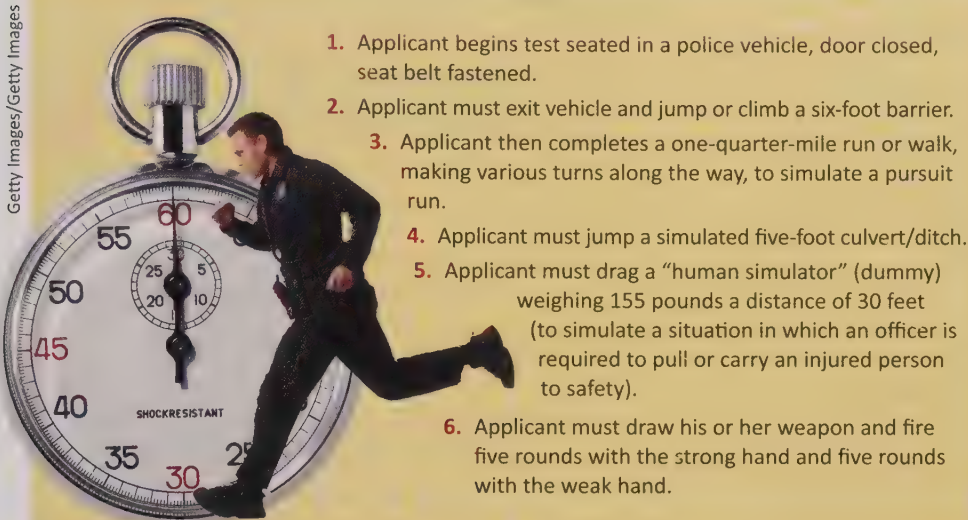 Getty Images/Getty Images
1. Applicant begins test seated in a police vehicle, door closed,
seat belt fastened.
2. Applicant must exit vehicle and jump or climb a six-foot barrier.
3. Applicant then completes a one-quarter-mile run or walk,
making various turns along the way, to simulate a pursuit
run.
4. Applicant must jump a simulated five-foot culvert/ditch.
5. Applicant must drag a “human simulator” (dummy)
weighing 155 pounds a distance of 30 feet
(to simulate a situation in which an officer is
required to pull or carry an injured person
to safety).
6. Applicant must draw his or her weapon and fire
five rounds with the strong hand and five rounds
with the weak hand.
60
55
50
45
40
35
30
25
30
25
5
20
10
SHOCKRESISTANT